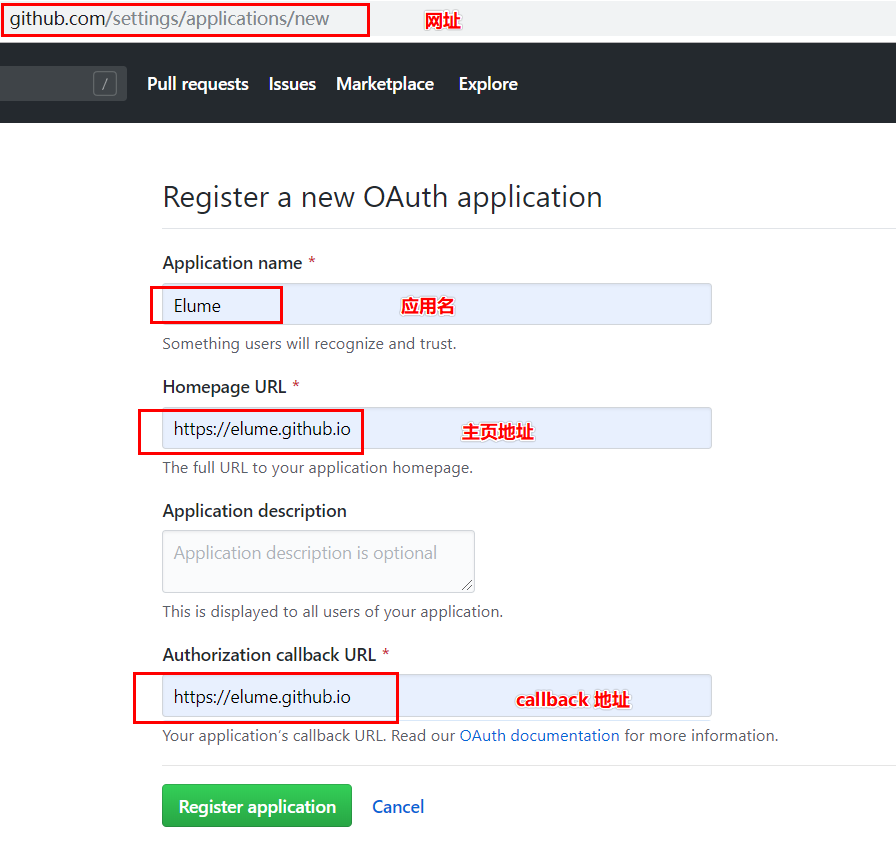 github.com/settings/applications/new 网址
/ Pull requests Issues Marketplace Explore
Register a new OAuth application
Application name *
Elume 应用名
Something users will recognize and trust.
Homepage URL *
https://elume.github.io 主页地址
The full URL to your application homepage.
Application description
Application description is optional
This is displayed to all users of your application.
Authorization callback URL *
https://elume.github.io callback 地址
Your application’s callback URL. Read our OAuth documentation for more information.
Register application Cancel